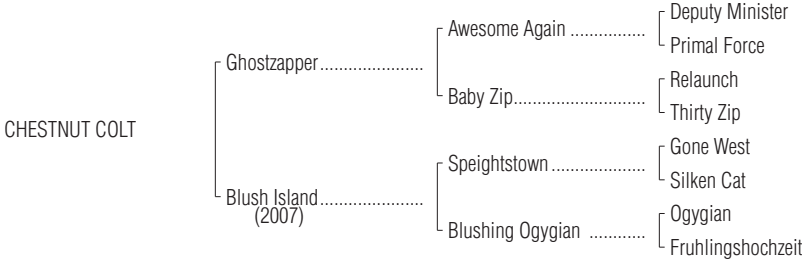 Deputy Minister
Awesome Again ................
Primal Force
Ghostzapper......................
Relaunch
Baby Zip............................
Thirty Zip
CHESTNUT COLT
Gone West
Speightstown ....................
Silken Cat
Blush Island......................
(2007)
Ogygian
Blushing Ogygian ............
Fruhlingshochzeit